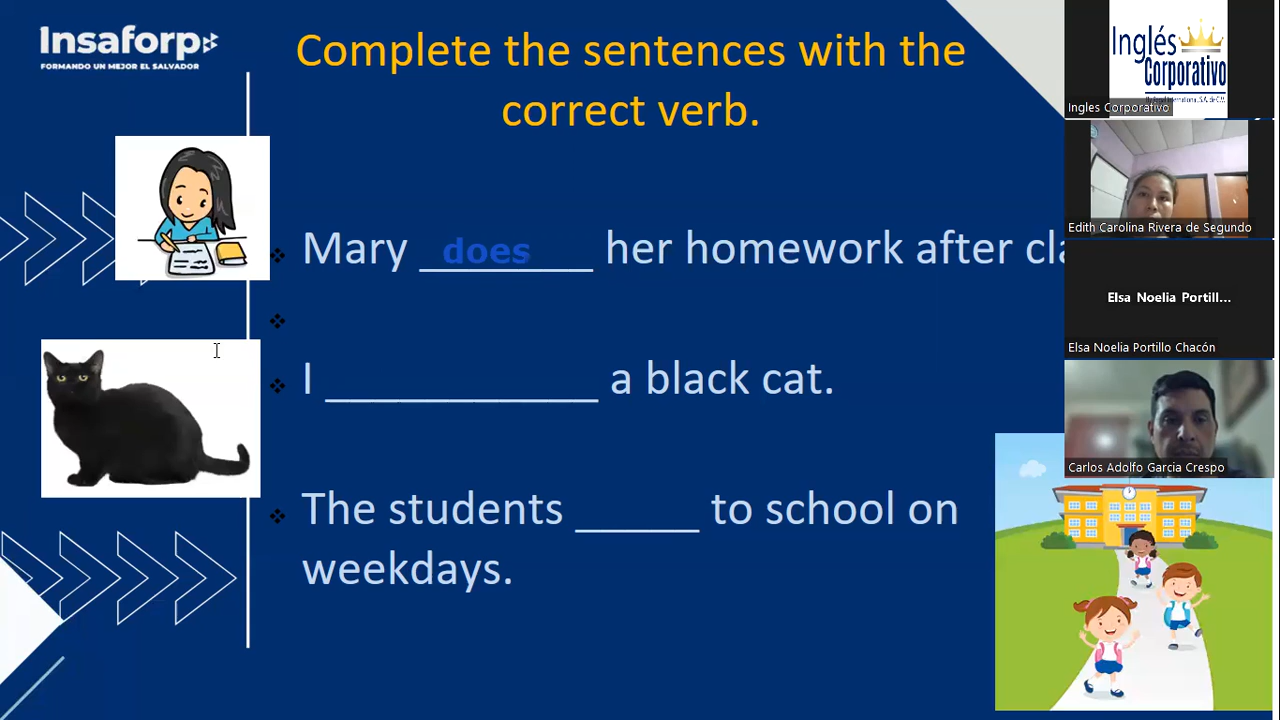 Insaforp
FORMANDO UN MEJOR EL SALVADOR
Complete the sentences with the
correct verb.
Mary ________ does her homework after cla
I ____________ a black cat.
The students _____ to school on
weekdays.
Inglés
Corporativo
Ingles Corporativo
Edith Carolina Rivera de Segundo
Elsa Noelia Portill...
Elsa Noelia Portillo Chacón
Carlos Adolfo Garcia Crespo